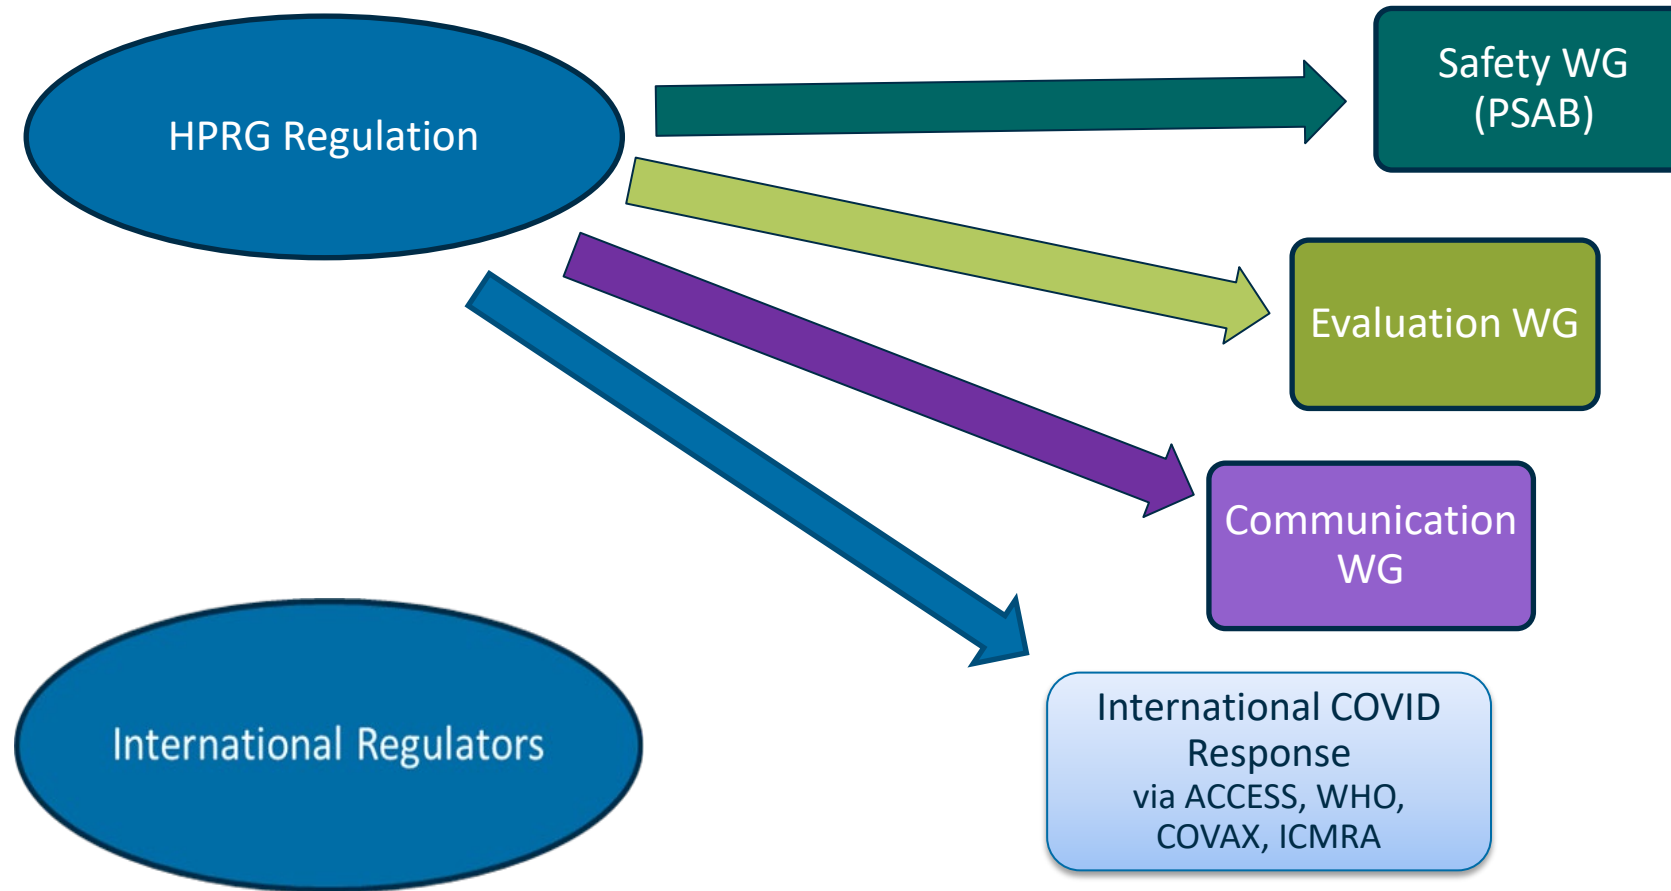 HPRG Regulation
Safety WG
(PSAB)
Evaluation WG
Communication
WG
International Regulators
International COVID
Response
via ACCESS, WHO,
COVAX, ICMRA